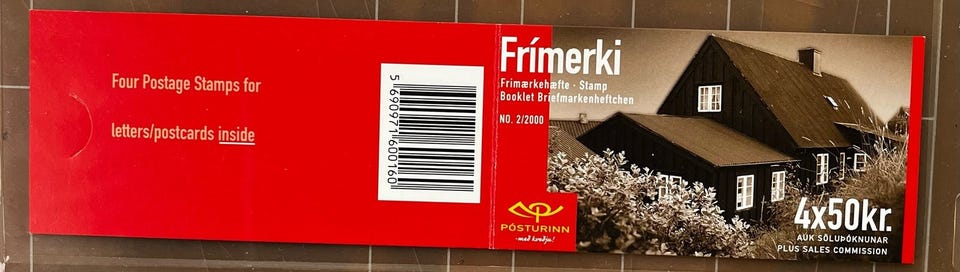 Four Postage Stamps for
letters/postcards inside
5 690971 600160
Frímerki
Frimærkehæfte · Stamp
Booklet Briefmarkenheftchen
NO. 2/2000
PÓSTURINN
- með kveðju!
4x50kr.
AUK SÖLUÞÓKNUNAR
PLUS SALES COMMISSION